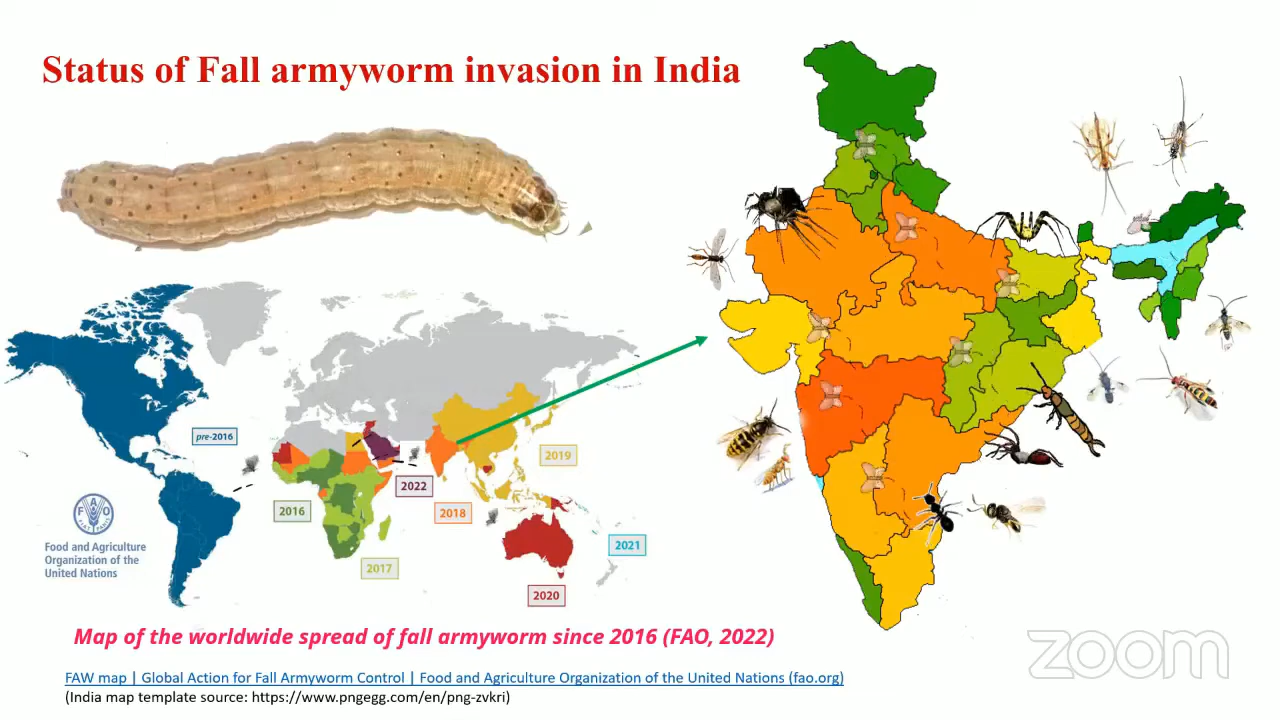 Status of Fall armyworm invasion in India
pre-2016
2016
2017
2022
2018
2019
2021
2020
F A O
Food and Agriculture
Organization of the
United Nations
Map of the worldwide spread of fall armyworm since 2016 (FAO, 2022)
FAW map | Global Action for Fall Armyworm Control | Food and Agriculture Organization of the United Nations (fao.org)
(India map template source: https://www.pngegg.com/en/png-zvkri)
zoom